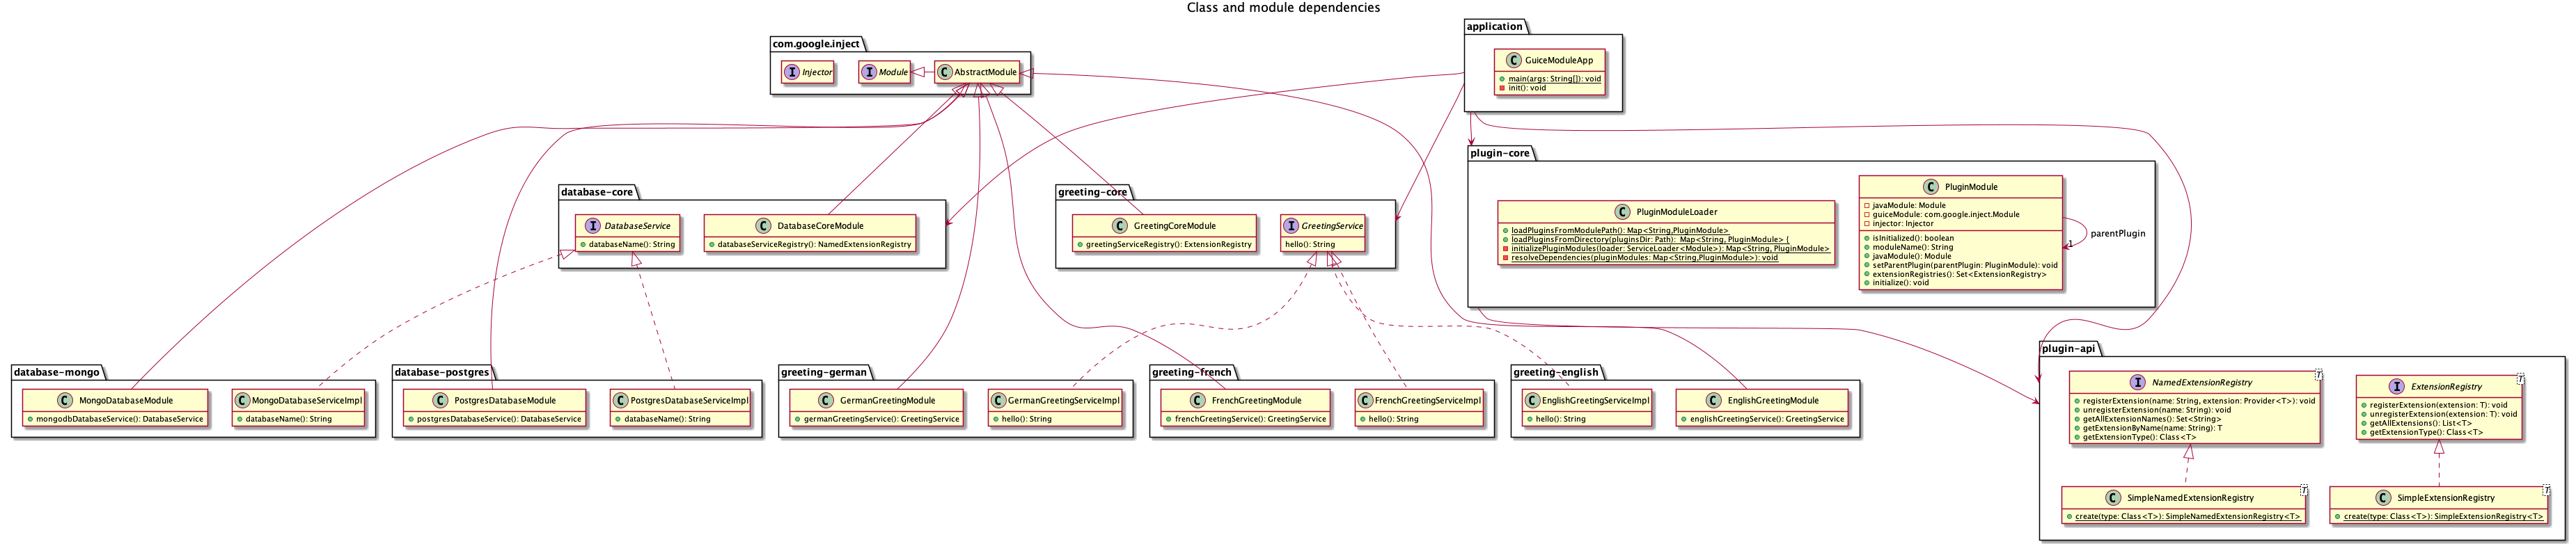 Class and module dependencies
com.google.inject
I Injector
I Module
C AbstractModule
application
C GuiceModuleApp
main(args: String[]): void
init(): void
plugin-core
C PluginModuleLoader
loadPluginsFromModulePath(): Map<String,PluginModule>
loadPluginsFromDirectory(pluginsDir: Path): Map<String, PluginModule> {
initializePluginModules(loader: ServiceLoader<Module>): Map<String, PluginModule>
resolveDependencies(pluginModules: Map<String,PluginModule>): void
C PluginModule
javaModule: Module
guiceModule: com.google.inject.Module
injector: Injector
isInitialized(): boolean
moduleName(): String
javaModule(): Module
setParentPlugin(parentPlugin: PluginModule): void
extensionRegistries(): Set<ExtensionRegistry>
initialize(): void
parentPlugin
1
database-core
I DatabaseService
databaseName(): String
C DatabaseCoreModule
databaseServiceRegistry(): NamedExtensionRegistry
greeting-core
C GreetingCoreModule
greetingServiceRegistry(): ExtensionRegistry
I GreetingService
hello(): String
database-mongo
C MongoDatabaseModule
mongodbDatabaseService(): DatabaseService
C MongoDatabaseServiceImpl
databaseName(): String
database-postgres
C PostgresDatabaseModule
postgresDatabaseService(): DatabaseService
C PostgresDatabaseServiceImpl
databaseName(): String
greeting-german
C GermanGreetingModule
germanGreetingService(): GreetingService
C GermanGreetingServiceImpl
hello(): String
greeting-french
C FrenchGreetingModule
frenchGreetingService(): GreetingService
C FrenchGreetingServiceImpl
hello(): String
greeting-english
C EnglishGreetingServiceImpl
hello(): String
C EnglishGreetingModule
englishGreetingService(): GreetingService
plugin-api
I NamedExtensionRegistry T
registerExtension(name: String, extension: Provider<T>): void
unregisterExtension(name: String): void
getAllExtensionNames(): Set<String>
getExtensionByName(name: String): T
getExtensionType(): Class<T>
I ExtensionRegistry T
registerExtension(extension: T): void
unregisterExtension(extension: T): void
getAllExtensions(): List<T>
getExtensionType(): Class<T>
C SimpleNamedExtensionRegistry T
create(type: Class<T>): SimpleNamedExtensionRegistry<T>
C SimpleExtensionRegistry T
create(type: Class<T>): SimpleExtensionRegistry<T>